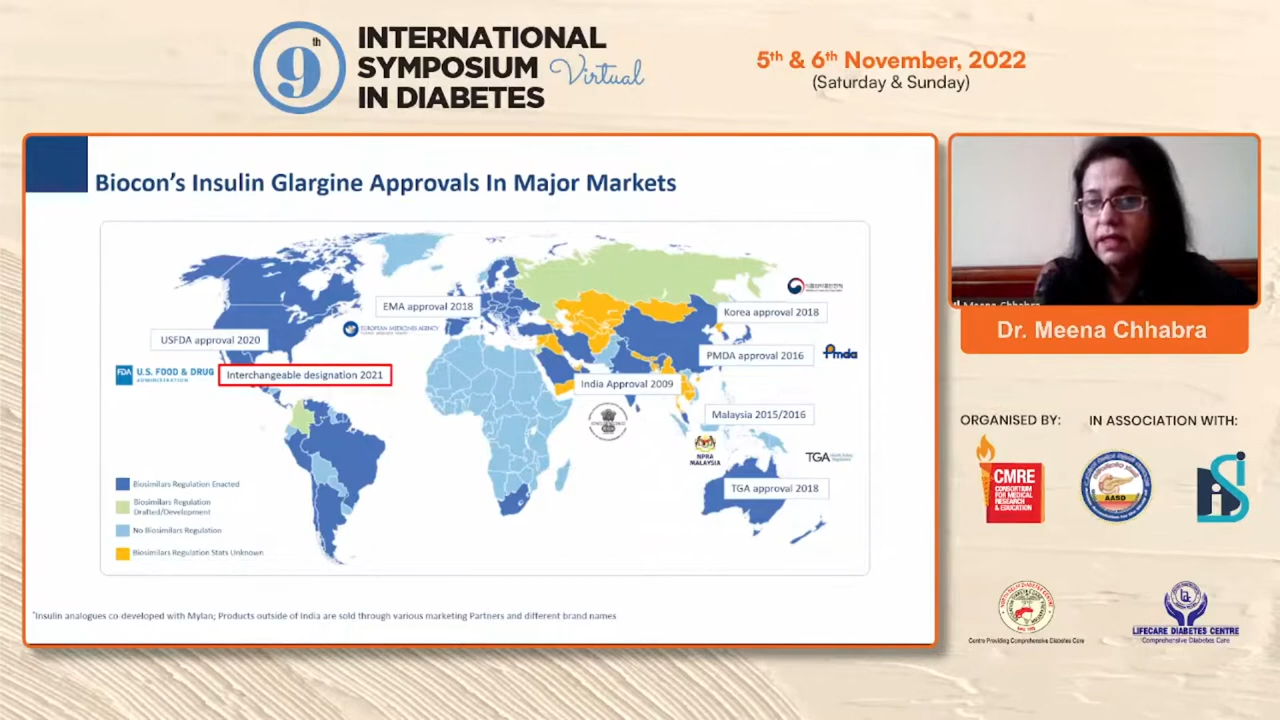 9th
INTERNATIONAL
SYMPOSIUM Virtual
IN DIABETES
5th & 6th November, 2022
(Saturday & Sunday)
Biocon's Insulin Glargine Approvals In Major Markets
EMA approval 2018
EUROPEAN MEDICINES AGENCY
USFDA approval 2020
FDA U.S. FOOD & DRUG
ADMINISTRATION
Interchangeable designation 2021
Korea approval 2018
PMDA approval 2016
Pmda
India Approval 2009
Malaysia 2015/2016
NPRA
MALAYSIA
TGA
TGA approval 2018
Biosimilars Regulation Enacted
Biosimilars Regulation
Drafted/Development
No Biosimilars Regulation
Biosimilars Regulation Stats Unknown
*Insulin analogues co-developed with Mylan; Products outside of India are sold through various marketing Partners and different brand names
Meena Chhabra
Dr. Meena Chhabra
ORGANISED BY:
IN ASSOCIATION WITH:
CMRE
CONSORTIUM
FOR MEDICAL
RESEARCH
& EDUCATION
AASD
Centre Providing Comprehensive Diabetes Care
LIFECARE DIABETES CENTRE
Comprehensive Diabetes Care